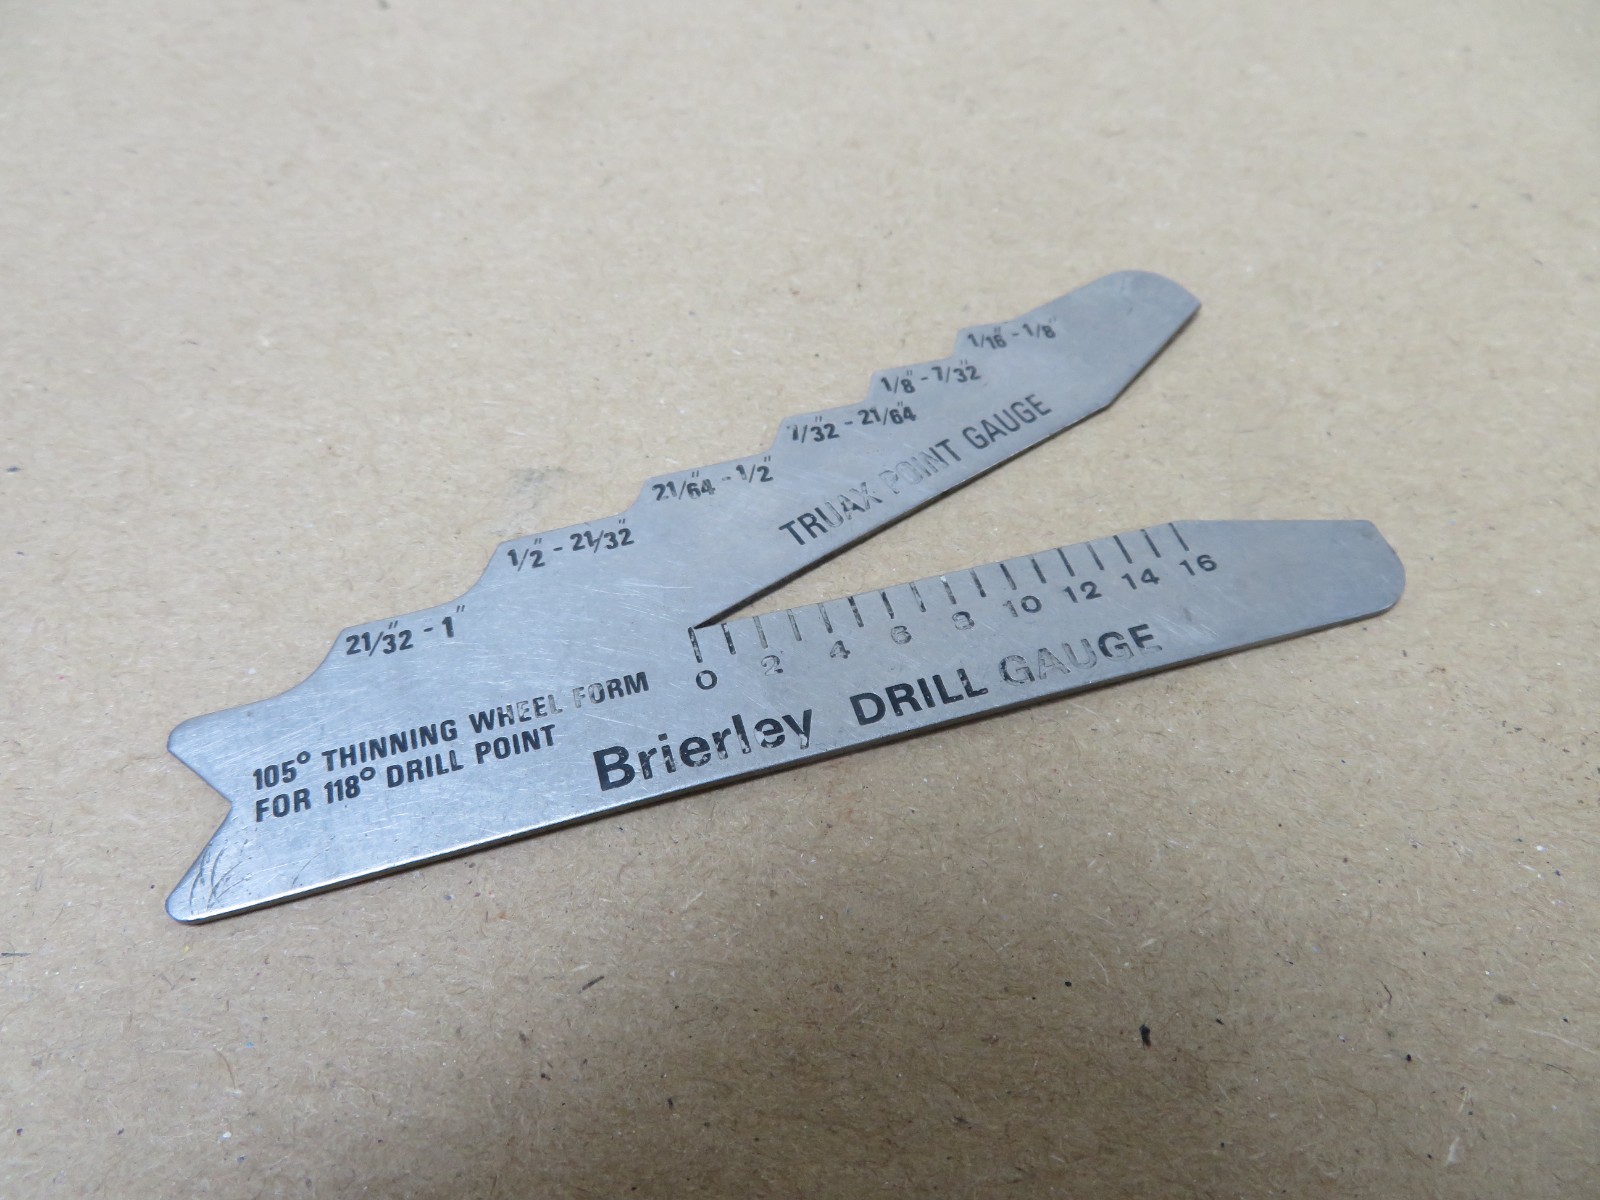 1/16" - 1/8"
1/8" - 7/32"
7/32" - 21/64"
21/64" - 1/2"
1/2" - 21/32"
21/32" - 1"
TRUAX POINT GAUGE
0 2 4 6 8 10 12 14 16
105° THINNING WHEEL FORM
FOR 118° DRILL POINT
Brierley DRILL GAUGE